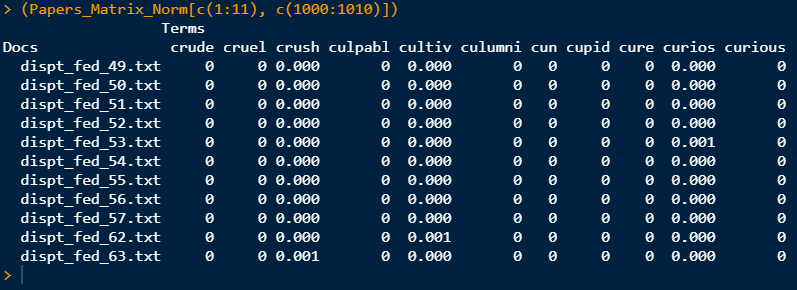 > (Papers_Matrix_Norm[c(1:11), c(1000:1010)])
Terms
Docs crude cruel crush culpabl cultiv culumni cun cupid cure curios curious
dispt_fed_49.txt 0 0 0.000 0 0.000 0 0 0 0 0.000 0
dispt_fed_50.txt 0 0 0.000 0 0.000 0 0 0 0 0.000 0
dispt_fed_51.txt 0 0 0.000 0 0.000 0 0 0 0 0.000 0
dispt_fed_52.txt 0 0 0.000 0 0.000 0 0 0 0 0.000 0
dispt_fed_53.txt 0 0 0.000 0 0.000 0 0 0 0 0.001 0
dispt_fed_54.txt 0 0 0.000 0 0.000 0 0 0 0 0.000 0
dispt_fed_55.txt 0 0 0.000 0 0.000 0 0 0 0 0.000 0
dispt_fed_56.txt 0 0 0.000 0 0.000 0 0 0 0 0.000 0
dispt_fed_57.txt 0 0 0.000 0 0.000 0 0 0 0 0.000 0
dispt_fed_62.txt 0 0 0.000 0 0.001 0 0 0 0 0.000 0
dispt_fed_63.txt 0 0 0.001 0 0.000 0 0 0 0 0.000 0
>